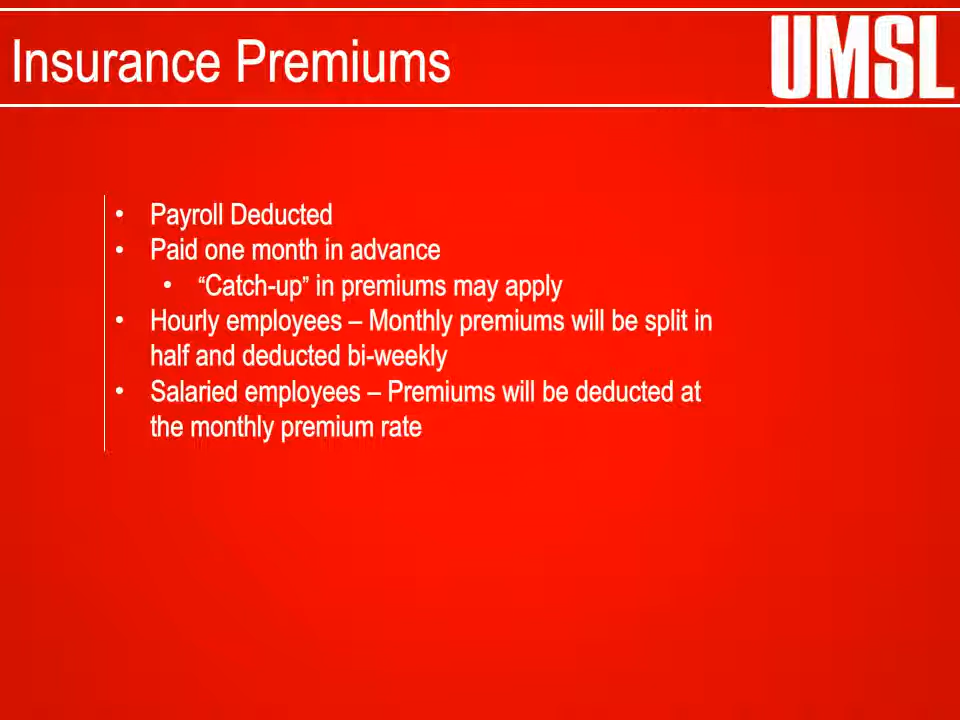 Insurance Premiums
UMSL
• Payroll Deducted
• Paid one month in advance
• “Catch-up” in premiums may apply
• Hourly employees – Monthly premiums will be split in
half and deducted bi-weekly
• Salaried employees – Premiums will be deducted at
the monthly premium rate